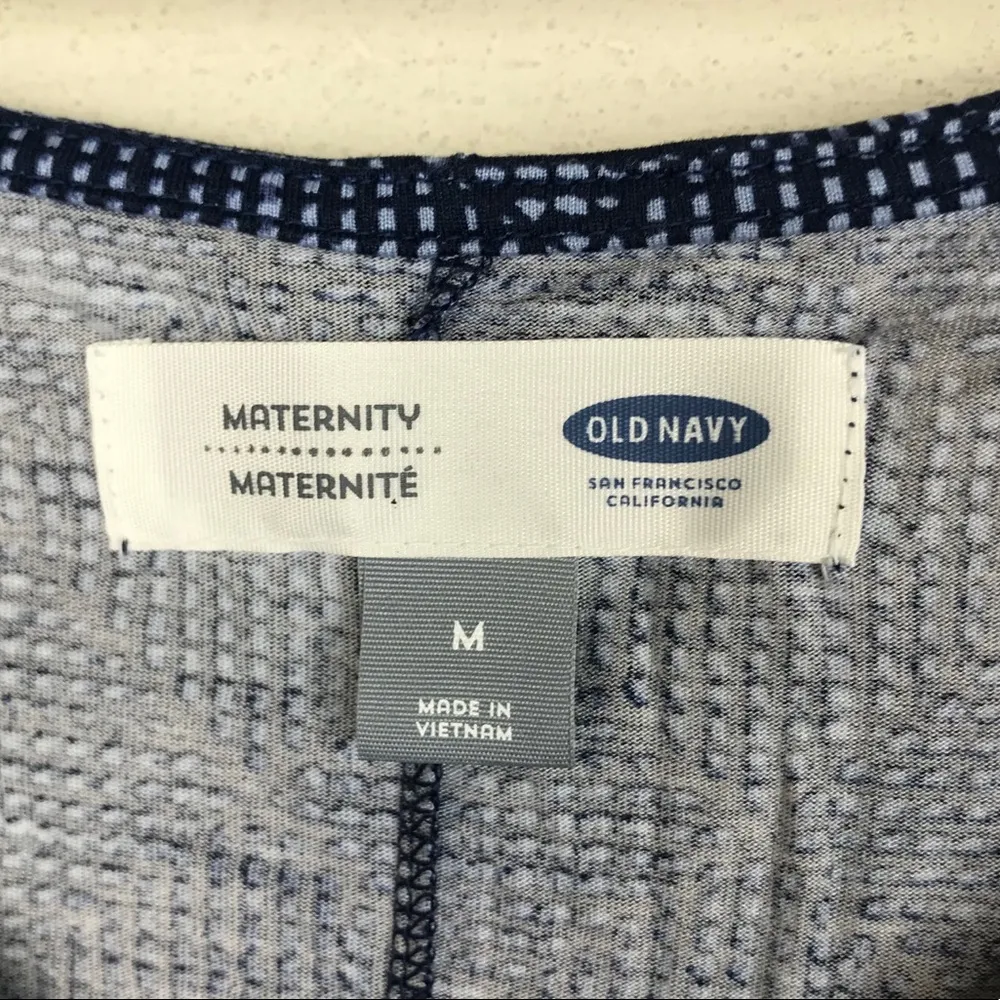 MATERNITY
MATERNITÉ
OLD NAVY
SAN FRANCISCO
CALIFORNIA
M
MADE IN
VIETNAM